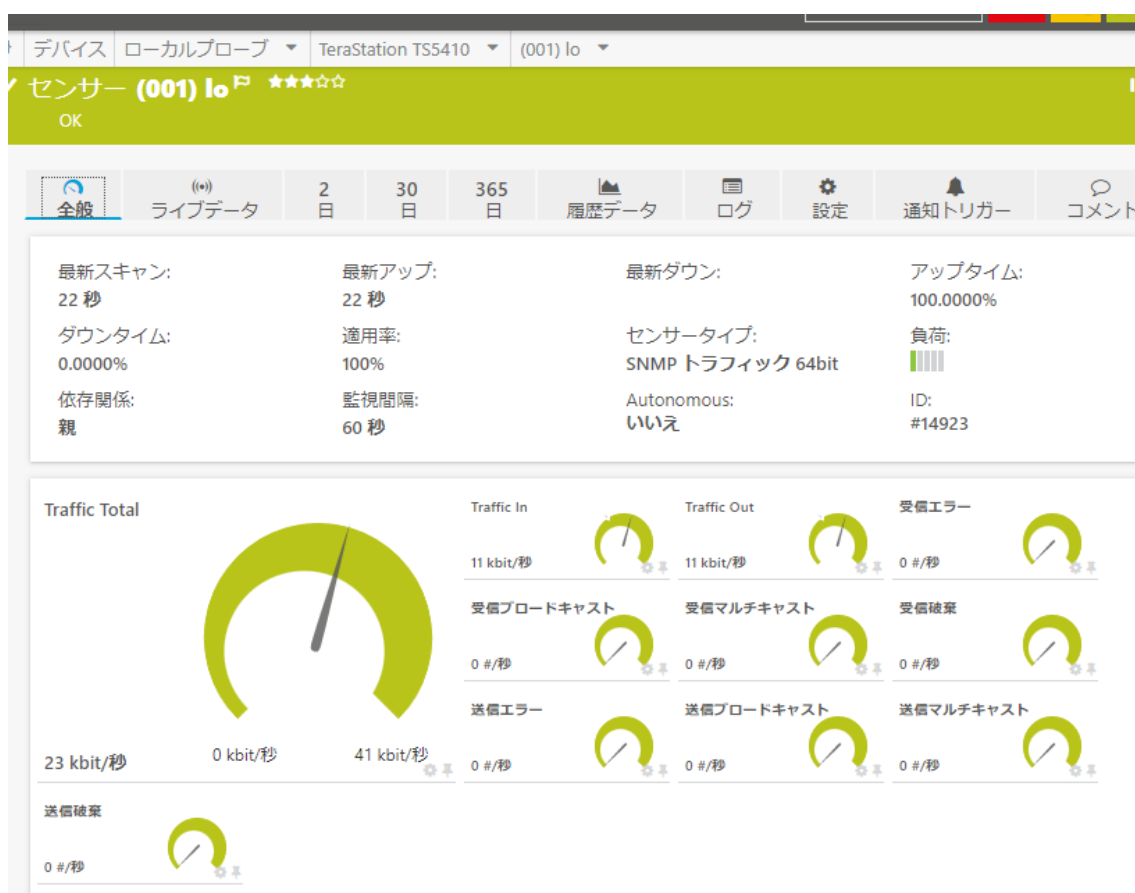 デバイス ローカルプローブ TeraStation TS5410 (001) lo
センサー (001) lo
OK
全般 ライブデータ 2日 30日 365日 履歴データ ログ 設定 通知トリガー コメント
最新スキャン: 最新アップ: 最新ダウン: アップタイム:
22 秒 22 秒 100.0000%
ダウンタイム: 適用率: センサータイプ: 負荷:
0.0000% 100% SNMP トラフィック 64bit
依存関係: 監視間隔: Autonomous: ID:
親 60 秒 いいえ #14923
Traffic Total
23 kbit/秒
0 kbit/秒
41 kbit/秒
Traffic In Traffic Out 受信エラー
11 kbit/秒 11 kbit/秒 0 #/秒
受信ブロードキャスト 受信マルチキャスト 受信破棄
0 #/秒 0 #/秒 0 #/秒
送信エラー 送信ブロードキャスト 送信マルチキャスト
0 #/秒 0 #/秒 0 #/秒
送信破棄
0 #/秒